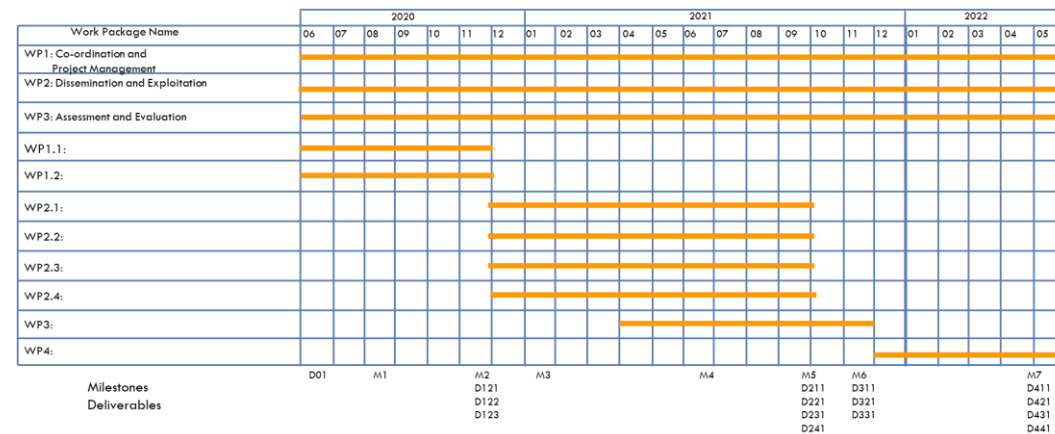 2020 2021 2022
Work Package Name 06 07 08 09 10 11 12 01 02 03 04 05 06 07 08 09 10 11 12 01 02 03 04 05
WP1: Co-ordination and
Project Management
WP2: Dissemination and Exploitation
WP3: Assessment and Evaluation
WP1.1:
WP1.2:
WP2.1:
WP2.2:
WP2.3:
WP2.4:
WP3:
WP4:
D01 M1 M2 M3 M4 M5 M6 M7
Milestones D121 D211 D311 D411
Deliverables D122 D221 D321 D421
D123 D231 D331 D431
D241 D441